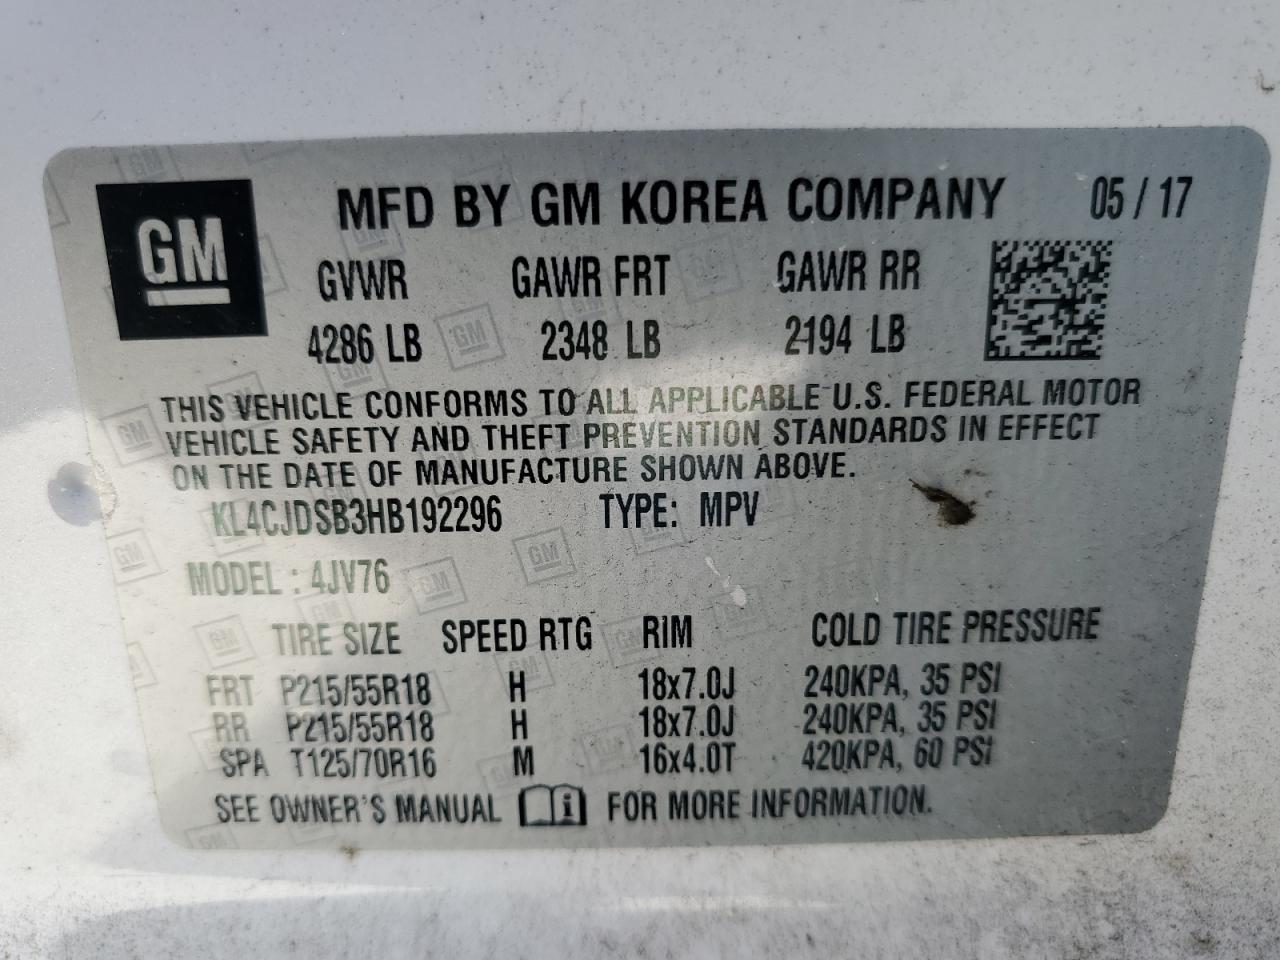 GM
MFD BY GM KOREA COMPANY 05 / 17
GVWR GAWR FRT GAWR RR
4286 LB 2348 LB 2194 LB
THIS VEHICLE CONFORMS TO ALL APPLICABLE U.S. FEDERAL MOTOR
VEHICLE SAFETY AND THEFT PREVENTION STANDARDS IN EFFECT
ON THE DATE OF MANUFACTURE SHOWN ABOVE.
KL4CJDSB3HB192296 TYPE: MPV
MODEL : 4JV76
TIRE SIZE SPEED RTG RIM COLD TIRE PRESSURE
FRT P215/55R18 H 18x7.0J 240KPA, 35 PSI
RR P215/55R18 H 18x7.0J 240KPA, 35 PSI
SPA T125/70R16 M 16x4.0T 420KPA, 60 PSI
SEE OWNER'S MANUAL i FOR MORE INFORMATION.